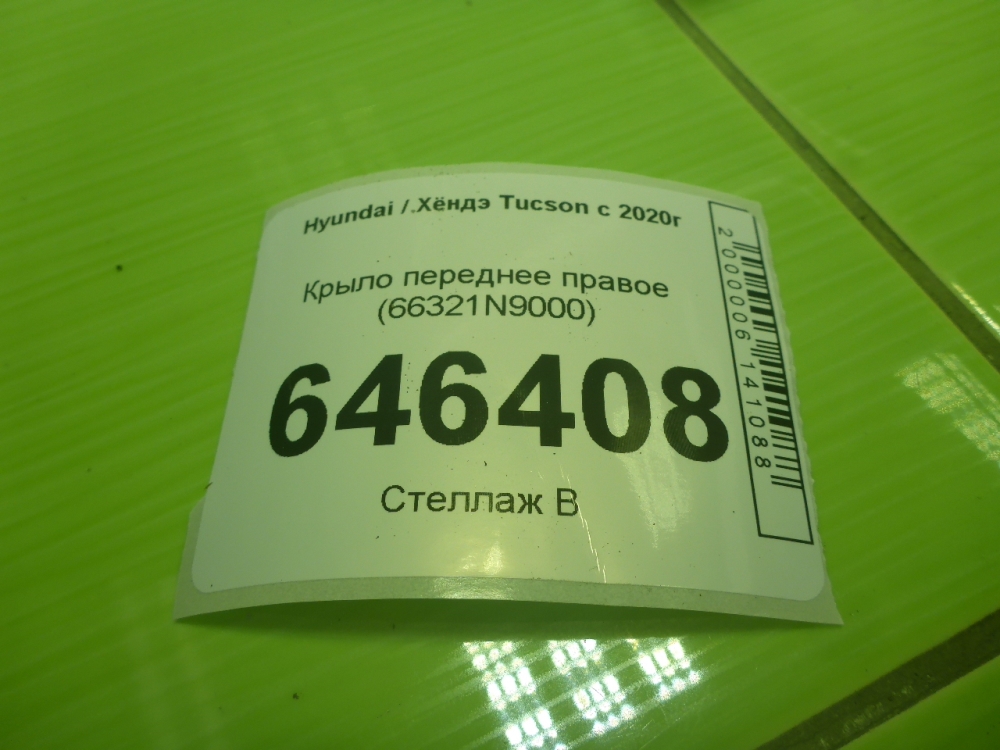 Hyundai /.Хёндэ Tucson с 2020г
Крыло переднее правое
(66321N9000)
646408
Стеллаж B
2000006141088